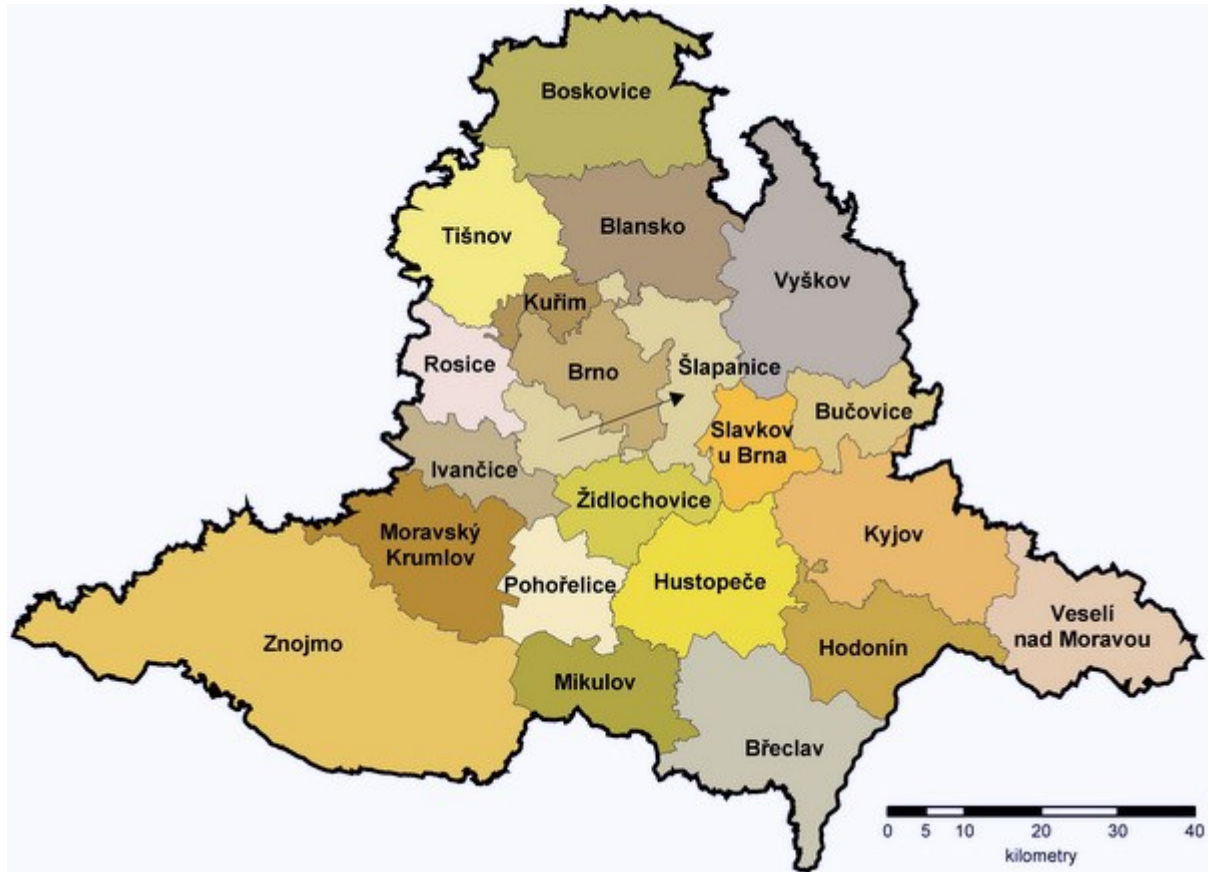 Boskovice
Tišnov
Blansko
Vyškov
Kuřim
Rosice
Brno
Šlapanice
Bučovice
Slavkov
u Brna
Ivančice
Židlochovice
Moravský
Krumlov
Kyjov
Pohořelice
Hustopeče
Veselí
nad Moravou
Znojmo
Hodonín
Mikulov
Břeclav
0 5 10 20 30 40
kilometry